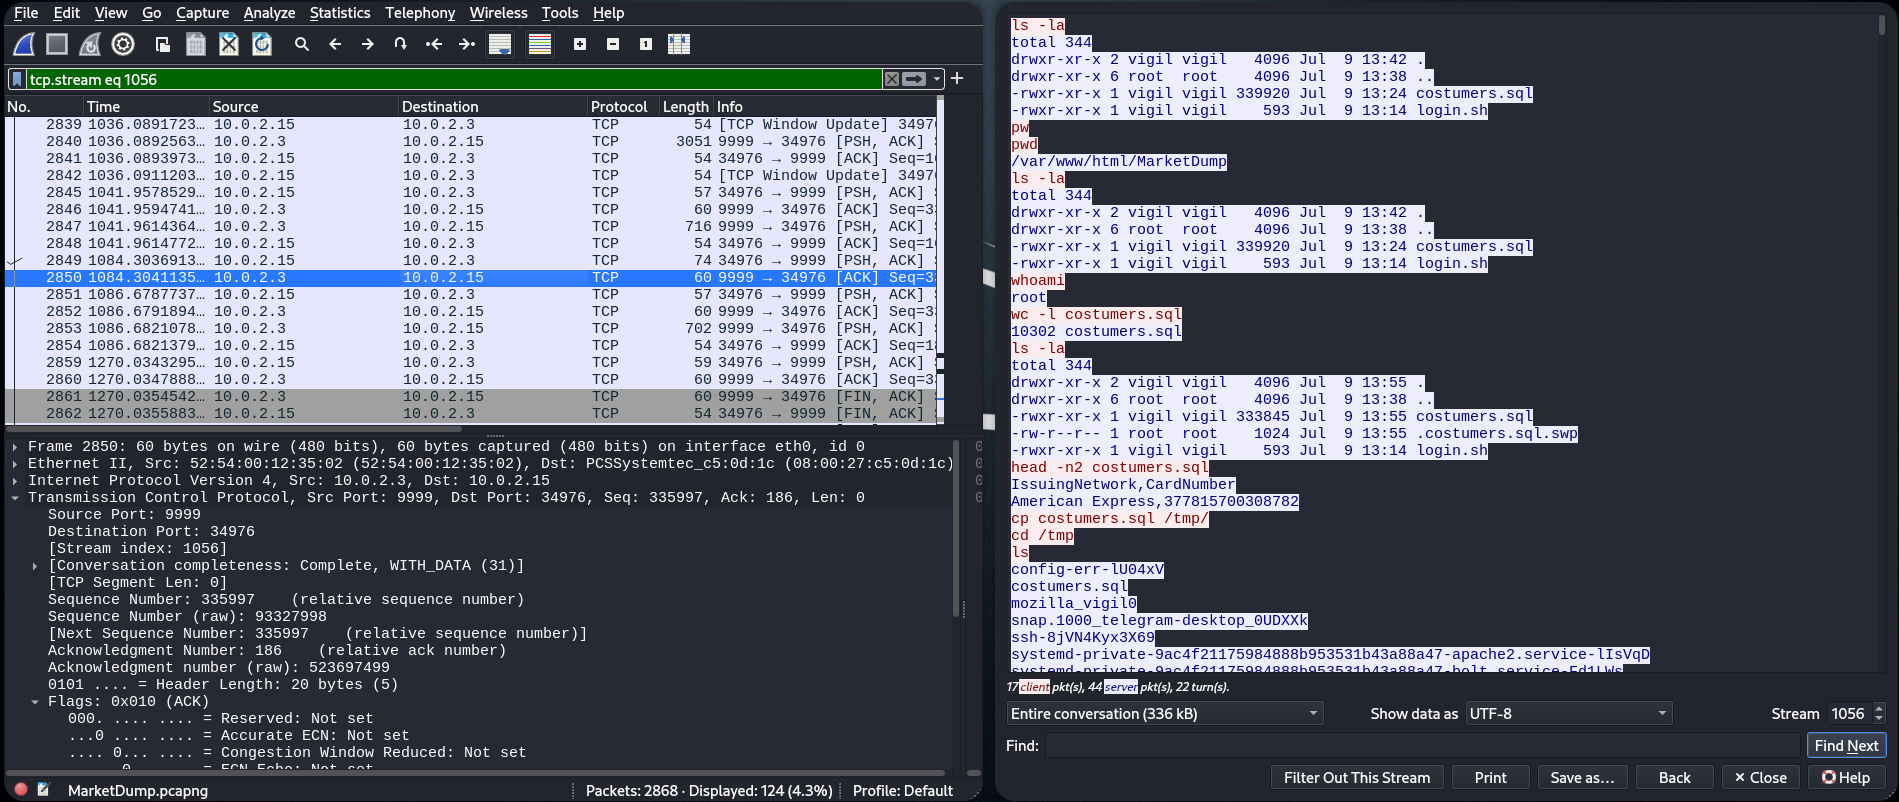 File Edit View Go Capture Analyze Statistics Telephony Wireless Tools Help
tcp.stream eq 1056
No. Time Source Destination Protocol Length Info
2839 1036.0891723… 10.0.2.15 10.0.2.3 TCP 54 [TCP Window Update] 3497
2840 1036.0892563… 10.0.2.3 10.0.2.15 TCP 3051 9999 → 34976 [PSH, ACK]
2841 1036.0893973… 10.0.2.15 10.0.2.3 TCP 54 34976 → 9999 [ACK] Seq=1
2842 1036.0911203… 10.0.2.15 10.0.2.3 TCP 54 [TCP Window Update] 3497
2845 1041.9578529… 10.0.2.15 10.0.2.3 TCP 57 34976 → 9999 [PSH, ACK]
2846 1041.9594741… 10.0.2.3 10.0.2.15 TCP 60 9999 → 34976 [ACK] Seq=3
2847 1041.9614364… 10.0.2.3 10.0.2.15 TCP 716 9999 → 34976 [PSH, ACK]
2848 1041.9614772… 10.0.2.15 10.0.2.3 TCP 54 34976 → 9999 [ACK] Seq=1
2849 1084.3036913… 10.0.2.15 10.0.2.3 TCP 74 34976 → 9999 [PSH, ACK]
2850 1084.3041135… 10.0.2.3 10.0.2.15 TCP 60 9999 → 34976 [ACK] Seq=3
2851 1086.6787737… 10.0.2.15 10.0.2.3 TCP 57 34976 → 9999 [PSH, ACK]
2852 1086.6791894… 10.0.2.3 10.0.2.15 TCP 60 9999 → 34976 [ACK] Seq=3
2853 1086.6821078… 10.0.2.3 10.0.2.15 TCP 702 9999 → 34976 [PSH, ACK]
2854 1086.6821379… 10.0.2.15 10.0.2.3 TCP 54 34976 → 9999 [ACK] Seq=1
2859 1270.0343295… 10.0.2.15 10.0.2.3 TCP 59 34976 → 9999 [PSH, ACK]
2860 1270.0347888… 10.0.2.3 10.0.2.15 TCP 60 9999 → 34976 [ACK] Seq=3
2861 1270.0354542… 10.0.2.3 10.0.2.15 TCP 60 9999 → 34976 [FIN, ACK]
2862 1270.0355883… 10.0.2.15 10.0.2.3 TCP 54 34976 → 9999 [FIN, ACK]
Frame 2850: 60 bytes on wire (480 bits), 60 bytes captured (480 bits) on interface eth0, id 0
Ethernet II, Src: 52:54:00:12:35:02 (52:54:00:12:35:02), Dst: PCSSystemtec_c5:0d:1c (08:00:27:c5:0d:1c)
Internet Protocol Version 4, Src: 10.0.2.3, Dst: 10.0.2.15
Transmission Control Protocol, Src Port: 9999, Dst Port: 34976, Seq: 335997, Ack: 186, Len: 0
Source Port: 9999
Destination Port: 34976
[Stream index: 1056]
[Conversation completeness: Complete, WITH_DATA (31)]
[TCP Segment Len: 0]
Sequence Number: 335997 (relative sequence number)
Sequence Number (raw): 93327998
[Next Sequence Number: 335997 (relative sequence number)]
Acknowledgment Number: 186 (relative ack number)
Acknowledgment number (raw): 523697499
0101 .... = Header Length: 20 bytes (5)
Flags: 0x010 (ACK)
000. .... .... = Reserved: Not set
...0 .... .... = Accurate ECN: Not set
.... 0... .... = Congestion Window Reduced: Not set
.... .0.. .... = ECN-Echo: Not set
MarketDump.pcapng Packets: 2868 · Displayed: 124 (4.3%) Profile: Default
ls -la
total 344
drwxr-xr-x 2 vigil vigil 4096 Jul 9 13:42 .
drwxr-xr-x 6 root root 4096 Jul 9 13:38 ..
-rwxr-xr-x 1 vigil vigil 339920 Jul 9 13:24 costumers.sql
-rwxr-xr-x 1 vigil vigil 593 Jul 9 13:14 login.sh
pw
pwd
/var/www/html/MarketDump
ls -la
total 344
drwxr-xr-x 2 vigil vigil 4096 Jul 9 13:42 .
drwxr-xr-x 6 root root 4096 Jul 9 13:38 ..
-rwxr-xr-x 1 vigil vigil 339920 Jul 9 13:24 costumers.sql
-rwxr-xr-x 1 vigil vigil 593 Jul 9 13:14 login.sh
whoami
root
wc -l costumers.sql
10302 costumers.sql
ls -la
total 344
drwxr-xr-x 2 vigil vigil 4096 Jul 9 13:55 .
drwxr-xr-x 6 root root 4096 Jul 9 13:38 ..
-rwxr-xr-x 1 vigil vigil 333845 Jul 9 13:55 costumers.sql
-rw-r--r-- 1 root root 1024 Jul 9 13:55 .costumers.sql.swp
-rwxr-xr-x 1 vigil vigil 593 Jul 9 13:14 login.sh
head -n2 costumers.sql
IssuingNetwork,CardNumber
American Express,377815700308782
cp costumers.sql /tmp/
cd /tmp
ls
config-err-lU04xV
costumers.sql
mozilla_vigil0
snap.1000_telegram-desktop_0UDXXk
ssh-8jVN4Kyx3X69
systemd-private-9ac4f21175984888b953531b43a88a47-apache2.service-lIsVqD
systemd-private-9ac4f21175984888b953531b43a88a47-bolt.service-Fd1LWs
17 client pkt(s), 44 server pkt(s), 22 turn(s).
Entire conversation (336 kB) Show data as UTF-8 Stream 1056
Find: Find Next
Filter Out This Stream Print Save as… Back Close Help